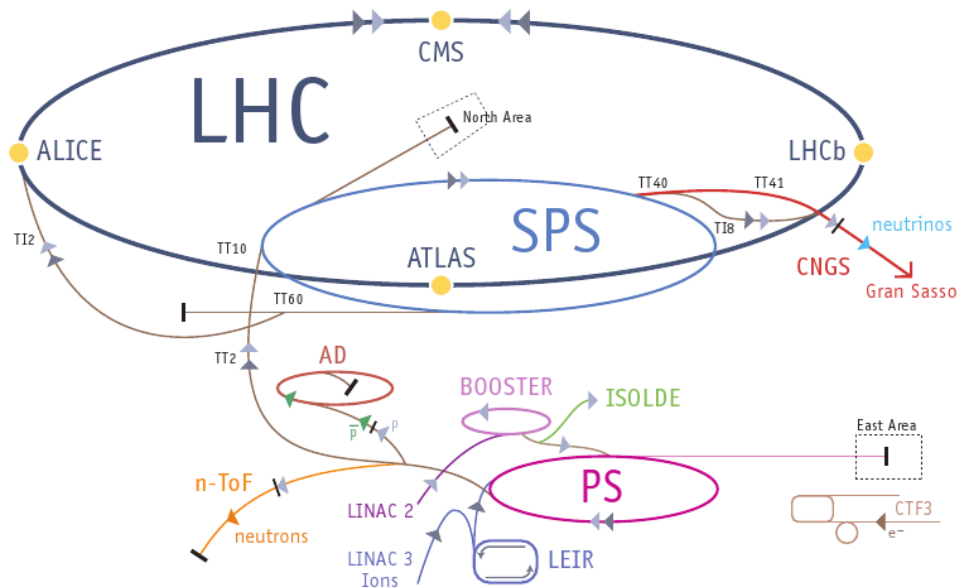 CMS
LHC
North Area
ALICE
LHCb
TT40
TT41
SPS
TI8
neutrinos
TI2
TT10
ATLAS
CNGS
Gran Sasso
TT60
TT2
AD
BOOSTER
ISOLDE
p̅
p
East Area
n-ToF
PS
LINAC 2
neutrons
CTF3
e⁻
LINAC 3
Ions
LEIR